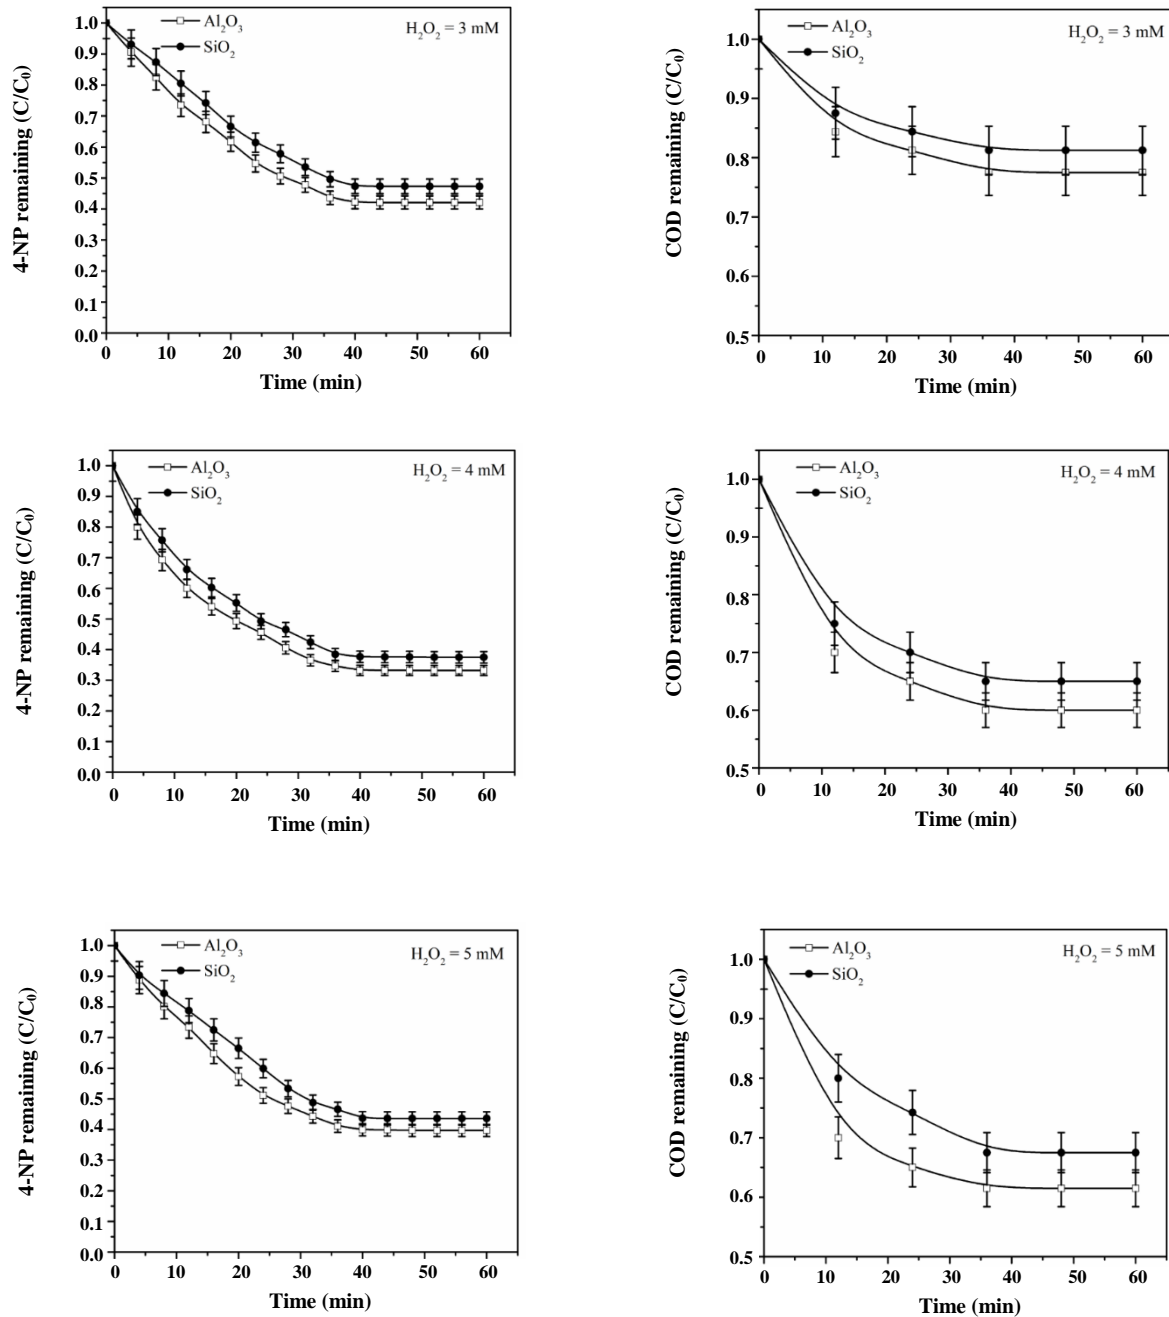 Al₂O₃
SiO₂
H₂O₂ = 3 mM
4-NP remaining (C/C₀)
1.0
0.9
0.8
0.7
0.6
0.5
0.4
0.3
0.2
0.1
0.0
0 10 20 30 40 50 60
Time (min)
Al₂O₃
SiO₂
H₂O₂ = 3 mM
COD remaining (C/C₀)
1.0
0.9
0.8
0.7
0.6
0.5
0 10 20 30 40 50 60
Time (min)
Al₂O₃
SiO₂
H₂O₂ = 4 mM
4-NP remaining (C/C₀)
1.0
0.9
0.8
0.7
0.6
0.5
0.4
0.3
0.2
0.1
0.0
0 10 20 30 40 50 60
Time (min)
Al₂O₃
SiO₂
H₂O₂ = 4 mM
COD remaining (C/C₀)
1.0
0.9
0.8
0.7
0.6
0.5
0 10 20 30 40 50 60
Time (min)
Al₂O₃
SiO₂
H₂O₂ = 5 mM
4-NP remaining (C/C₀)
1.0
0.9
0.8
0.7
0.6
0.5
0.4
0.3
0.2
0.1
0.0
0 10 20 30 40 50 60
Time (min)
Al₂O₃
SiO₂
H₂O₂ = 5 mM
COD remaining (C/C₀)
1.0
0.9
0.8
0.7
0.6
0.5
0 10 20 30 40 50 60
Time (min)